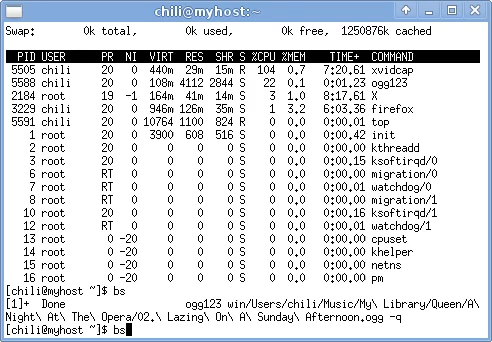 chili@myhost:~
Swap: 0k total, 0k used, 0k free, 1250876k cached
PID USER PR NI VIRT RES SHR S %CPU %MEM TIME+ COMMAND
5505 chili 20 0 440m 29m 15m R 104 0.7 7:20.61 xvidcap
5588 chili 20 0 108m 4112 2844 S 22 0.1 0:01.23 ogg123
2184 root 19 -1 164m 41m 14m S 3 1.0 8:17.61 X
3229 chili 20 0 946m 126m 35m S 1 3.2 6:03.36 firefox
5591 chili 20 0 10764 1100 824 R 0 0.0 0:00.01 top
1 root 20 0 3900 608 516 S 0 0.0 0:00.42 init
2 root 20 0 0 0 0 S 0 0.0 0:00.00 kthreadd
3 root 20 0 0 0 0 S 0 0.0 0:00.15 ksoftirqd/0
6 root RT 0 0 0 0 S 0 0.0 0:00.00 migration/0
7 root RT 0 0 0 0 S 0 0.0 0:00.01 watchdog/0
8 root RT 0 0 0 0 S 0 0.0 0:00.00 migration/1
10 root 20 0 0 0 0 S 0 0.0 0:00.16 ksoftirqd/1
12 root RT 0 0 0 0 S 0 0.0 0:00.01 watchdog/1
13 root 0 -20 0 0 0 S 0 0.0 0:00.00 cpuset
14 root 0 -20 0 0 0 S 0 0.0 0:00.00 khelper
15 root 0 -20 0 0 0 S 0 0.0 0:00.00 netns
16 root 0 -20 0 0 0 S 0 0.0 0:00.00 pm
[chili@myhost ~]$ bs
[1]+ Done ogg123 win/Users/chili/Music/My\ Library/Queen/A\
Night\ At\ The\ Opera/02.\ Lazing\ On\ A\ Sunday\ Afternoon.ogg -q
[chili@myhost ~]$ bs